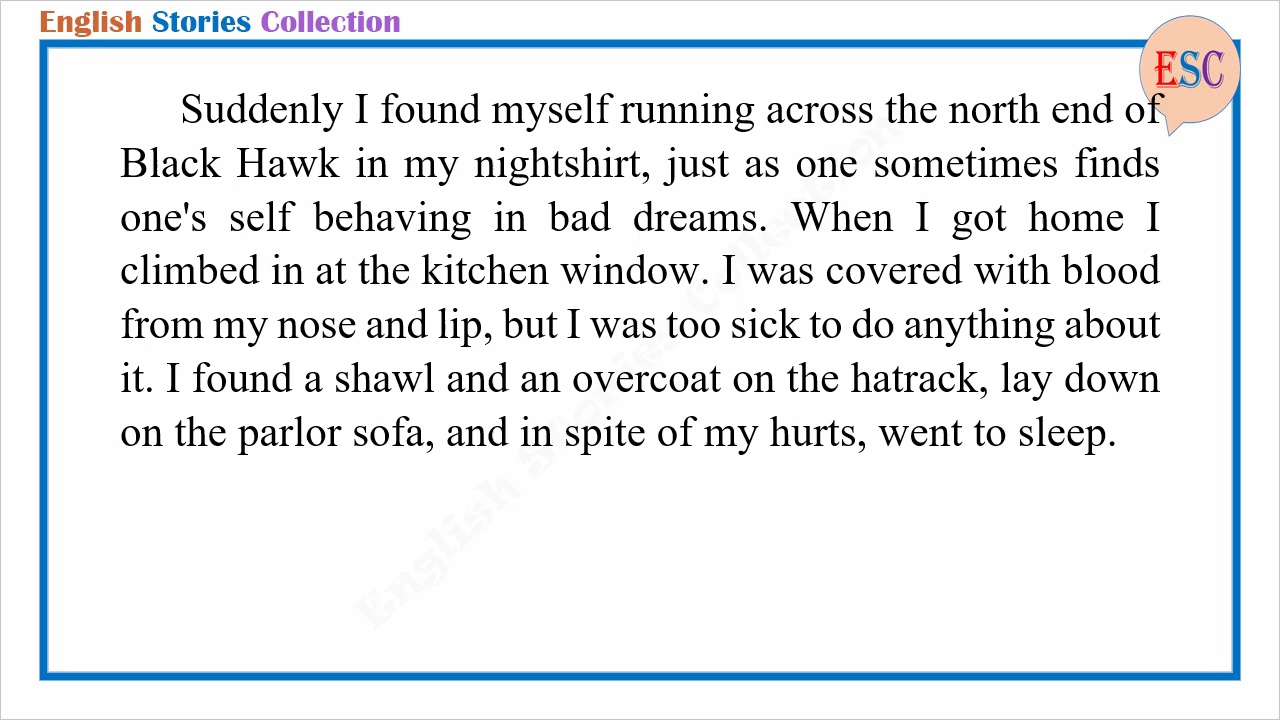 English Stories Collection
ESC
Suddenly I found myself running across the north end of
Black Hawk in my nightshirt, just as one sometimes finds
one's self behaving in bad dreams. When I got home I
climbed in at the kitchen window. I was covered with blood
from my nose and lip, but I was too sick to do anything about
it. I found a shawl and an overcoat on the hatrack, lay down
on the parlor sofa, and in spite of my hurts, went to sleep.
English Stories Collection